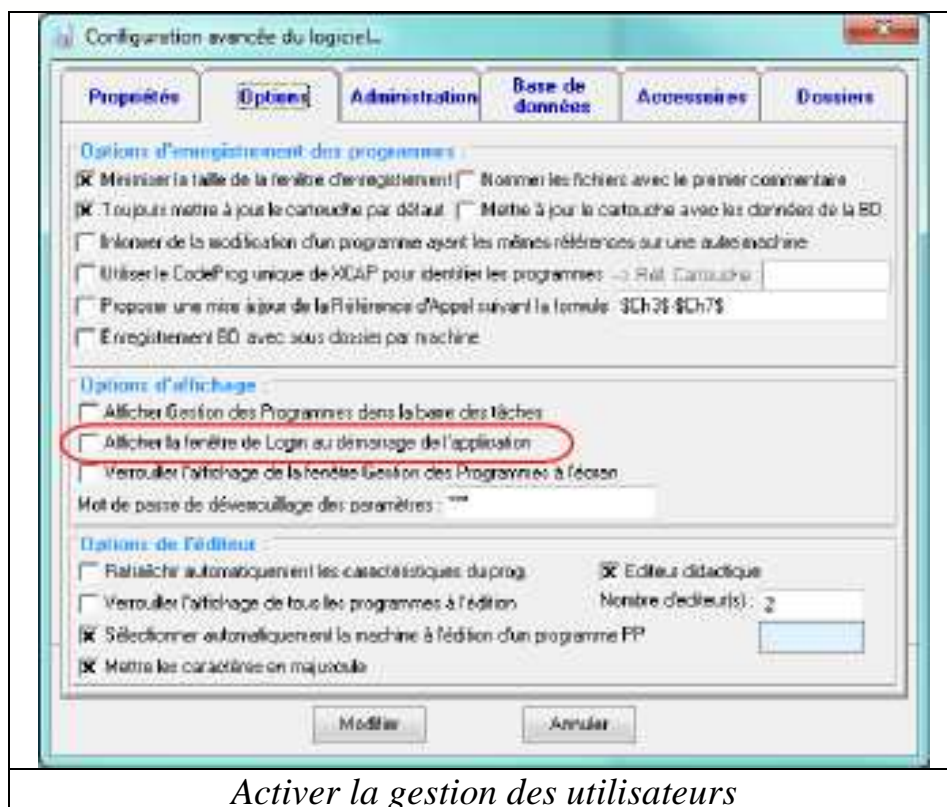 Configuration avancée du logiciel...
Propriétés Options Administration Base de données Accessoires Dossiers
Options d'enregistrement des programmes :
Minimiser la taille de la fenêtre d'enregistrement Nommer les fichiers avec le premier commentaire
Toujours mettre à jour le cartouche par défaut Mettre à jour le cartouche avec les données de la BD
Informer de la modification d'un programme ayant les mêmes références sur une autre machine
Utiliser le CodeProg unique de XCAP pour identifier les programmes -> Réf. Cartouche
Proposer une mise à jour de la Référence d'Appel suivant la formule $Ch3$-$Ch7$
Enregistrement BD avec sous dossier par machine
Options d'affichage :
Afficher Gestion des Programmes dans la barre des tâches
Afficher la fenêtre de Login au démarrage de l'application
Verrouiller l'affichage de la fenêtre Gestion des Programmes à l'écran
Mot de passe de déverrouillage des paramètres : ***
Options de l'éditeur :
Rafraîchir automatiquement les caractéristiques du prog. Editeur didactique
Verrouiller l'affichage de tous les programmes à l'édition Nombre d'editeur(s) : 2
Sélectionner automatiquement la machine à l'édition d'un programme PP
Mettre les caractères en majuscule
Modifier Annuler
Activer la gestion des utilisateurs